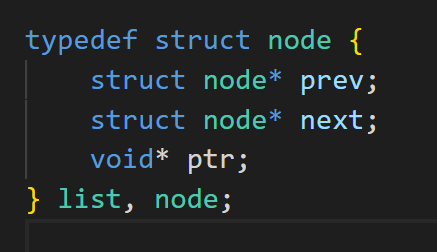 typedef struct node {
    struct node* prev;
    struct node* next;
    void* ptr;
} list, node;